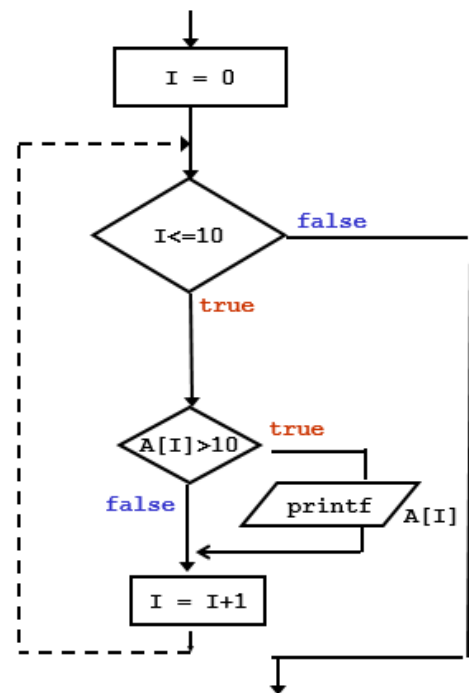 I = 0
I<=10
false
true
A[I]>10
true
false
printf
A[I]
I = I+1